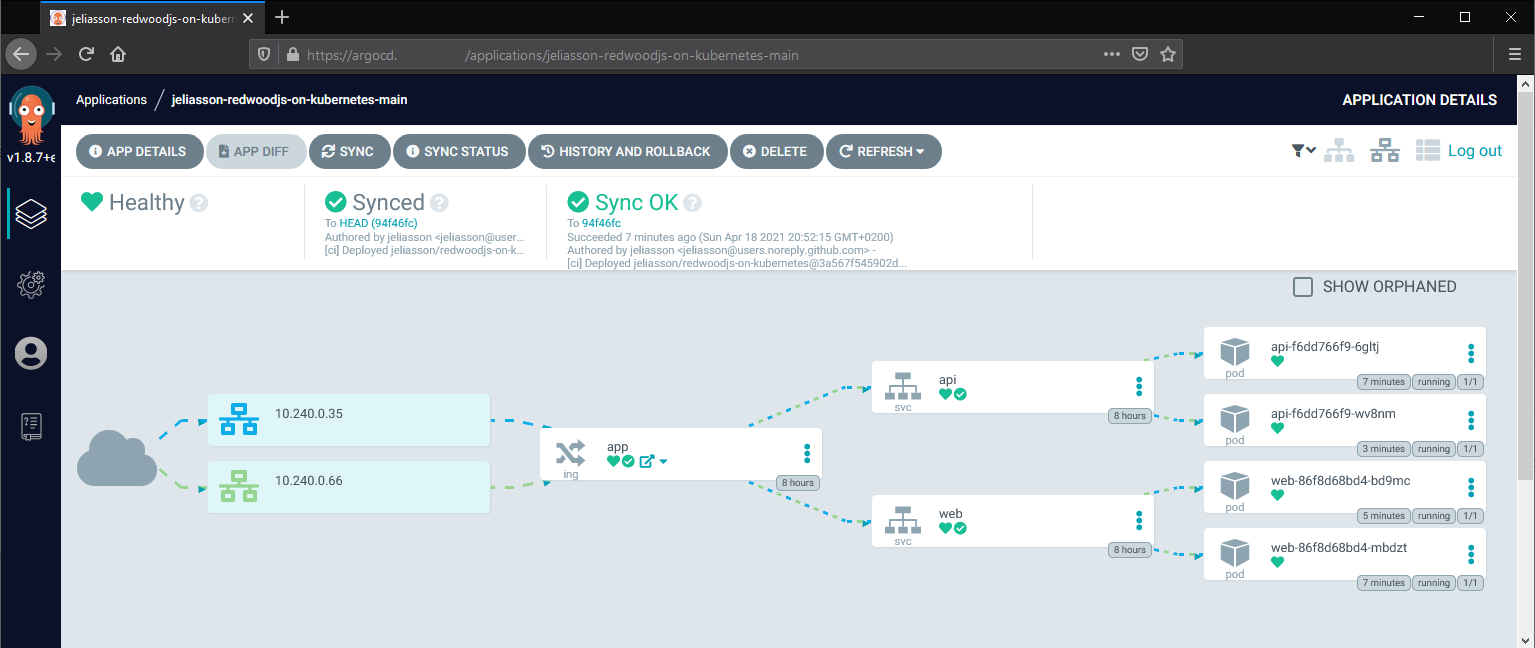 jeliasson-redwoodjs-on-kubern
https://argocd. /applications/jeliasson-redwoodjs-on-kubernetes-main
Applications / jeliasson-redwoodjs-on-kubernetes-main
APPLICATION DETAILS
v1.8.7+e
APP DETAILS
APP DIFF
SYNC
SYNC STATUS
HISTORY AND ROLLBACK
DELETE
REFRESH
Log out
Healthy
Synced
To HEAD (94f46fc)
Authored by jeliasson <jeliasson@user...
[ci] Deployed jeliasson/redwoodjs-on-k...
Sync OK
To 94f46fc
Succeeded 7 minutes ago (Sun Apr 18 2021 20:52:15 GMT+0200)
Authored by jeliasson <jeliasson@users.noreply.github.com> -
[ci] Deployed jeliasson/redwoodjs-on-kubernetes@3a567f545902d...
SHOW ORPHANED
10.240.0.35
10.240.0.66
app
ing
8 hours
api
svc
8 hours
web
svc
8 hours
api-f6dd766f9-6gltj
pod
7 minutes running 1/1
api-f6dd766f9-wv8nm
pod
3 minutes running 1/1
web-86f8d68bd4-bd9mc
pod
5 minutes running 1/1
web-86f8d68bd4-mbdzt
pod
7 minutes running 1/1